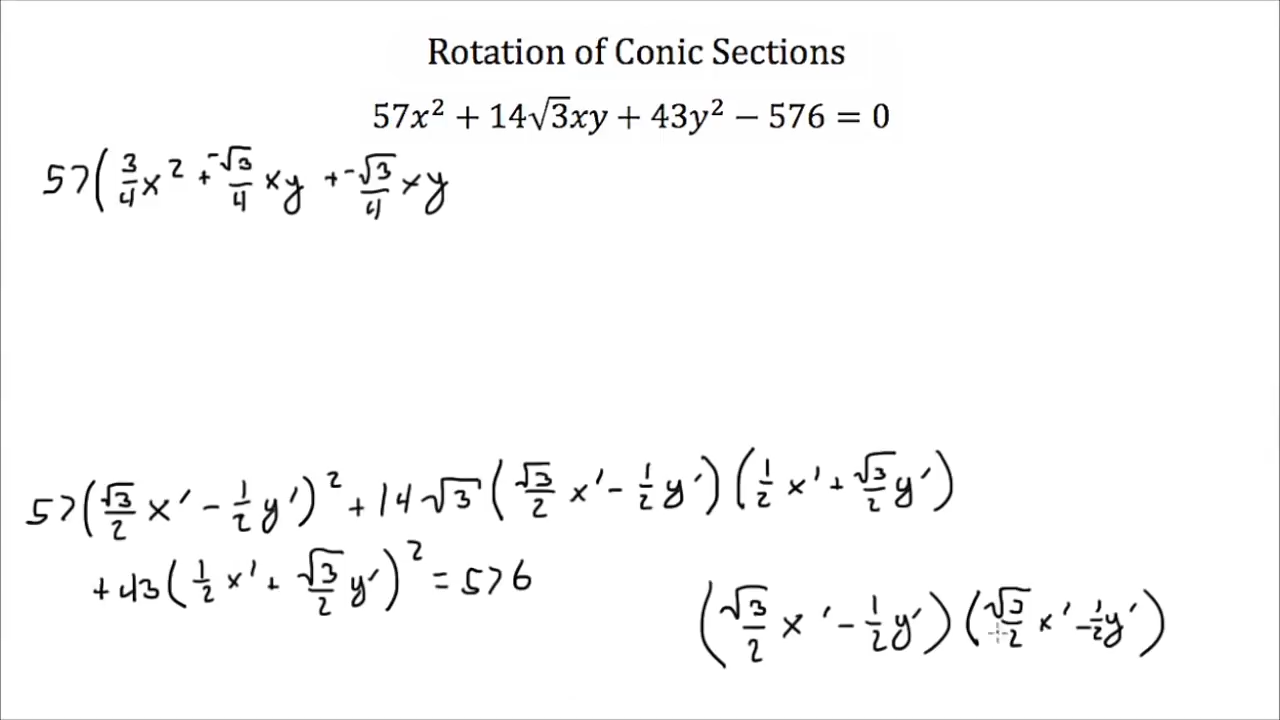 Rotation of Conic Sections
57x² + 14√3xy + 43y² − 576 = 0
57(3/4 x² + -√3/4 xy + -√3/4 xy
57(√3/2 x' - 1/2 y')² + 14√3(√3/2 x' - 1/2 y')(1/2 x' + √3/2 y')
+43(1/2 x' + √3/2 y')² = 576
(√3/2 x' - 1/2 y')(√3/2 x' - 1/2 y')